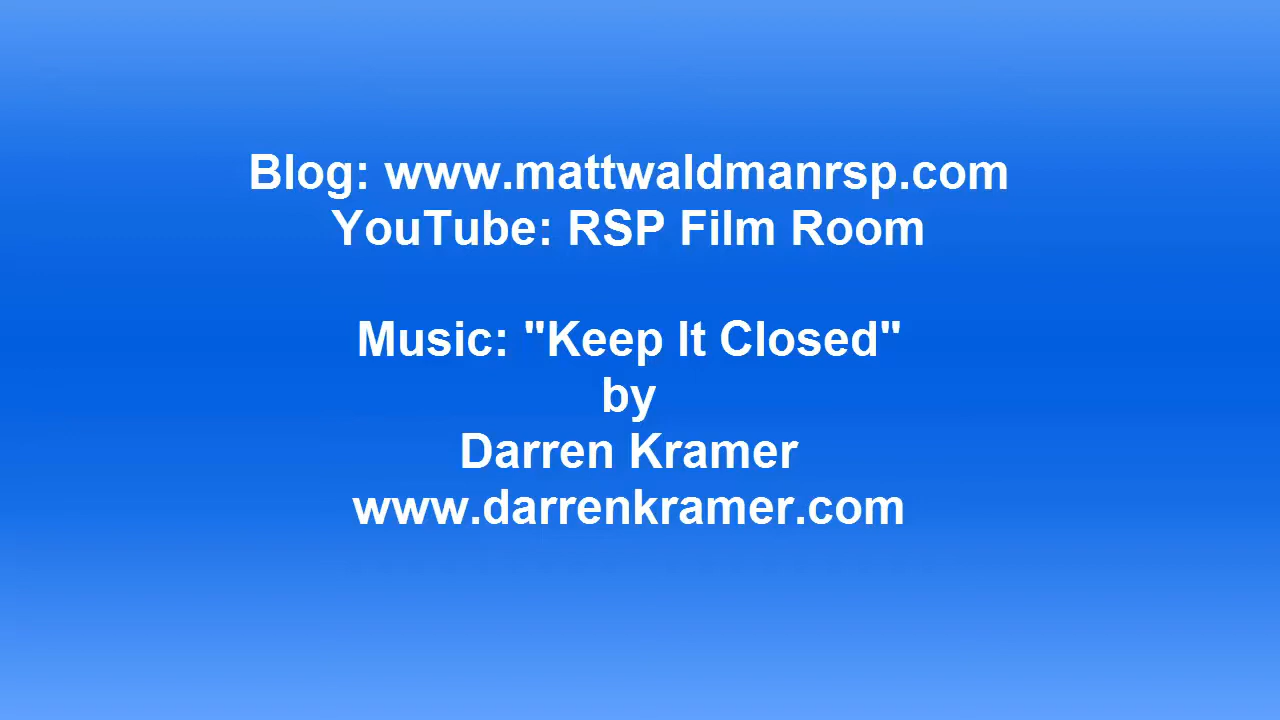 Blog: www.mattwaldmanrsp.com
YouTube: RSP Film Room
Music: "Keep It Closed"
by
Darren Kramer
www.darrenkramer.com